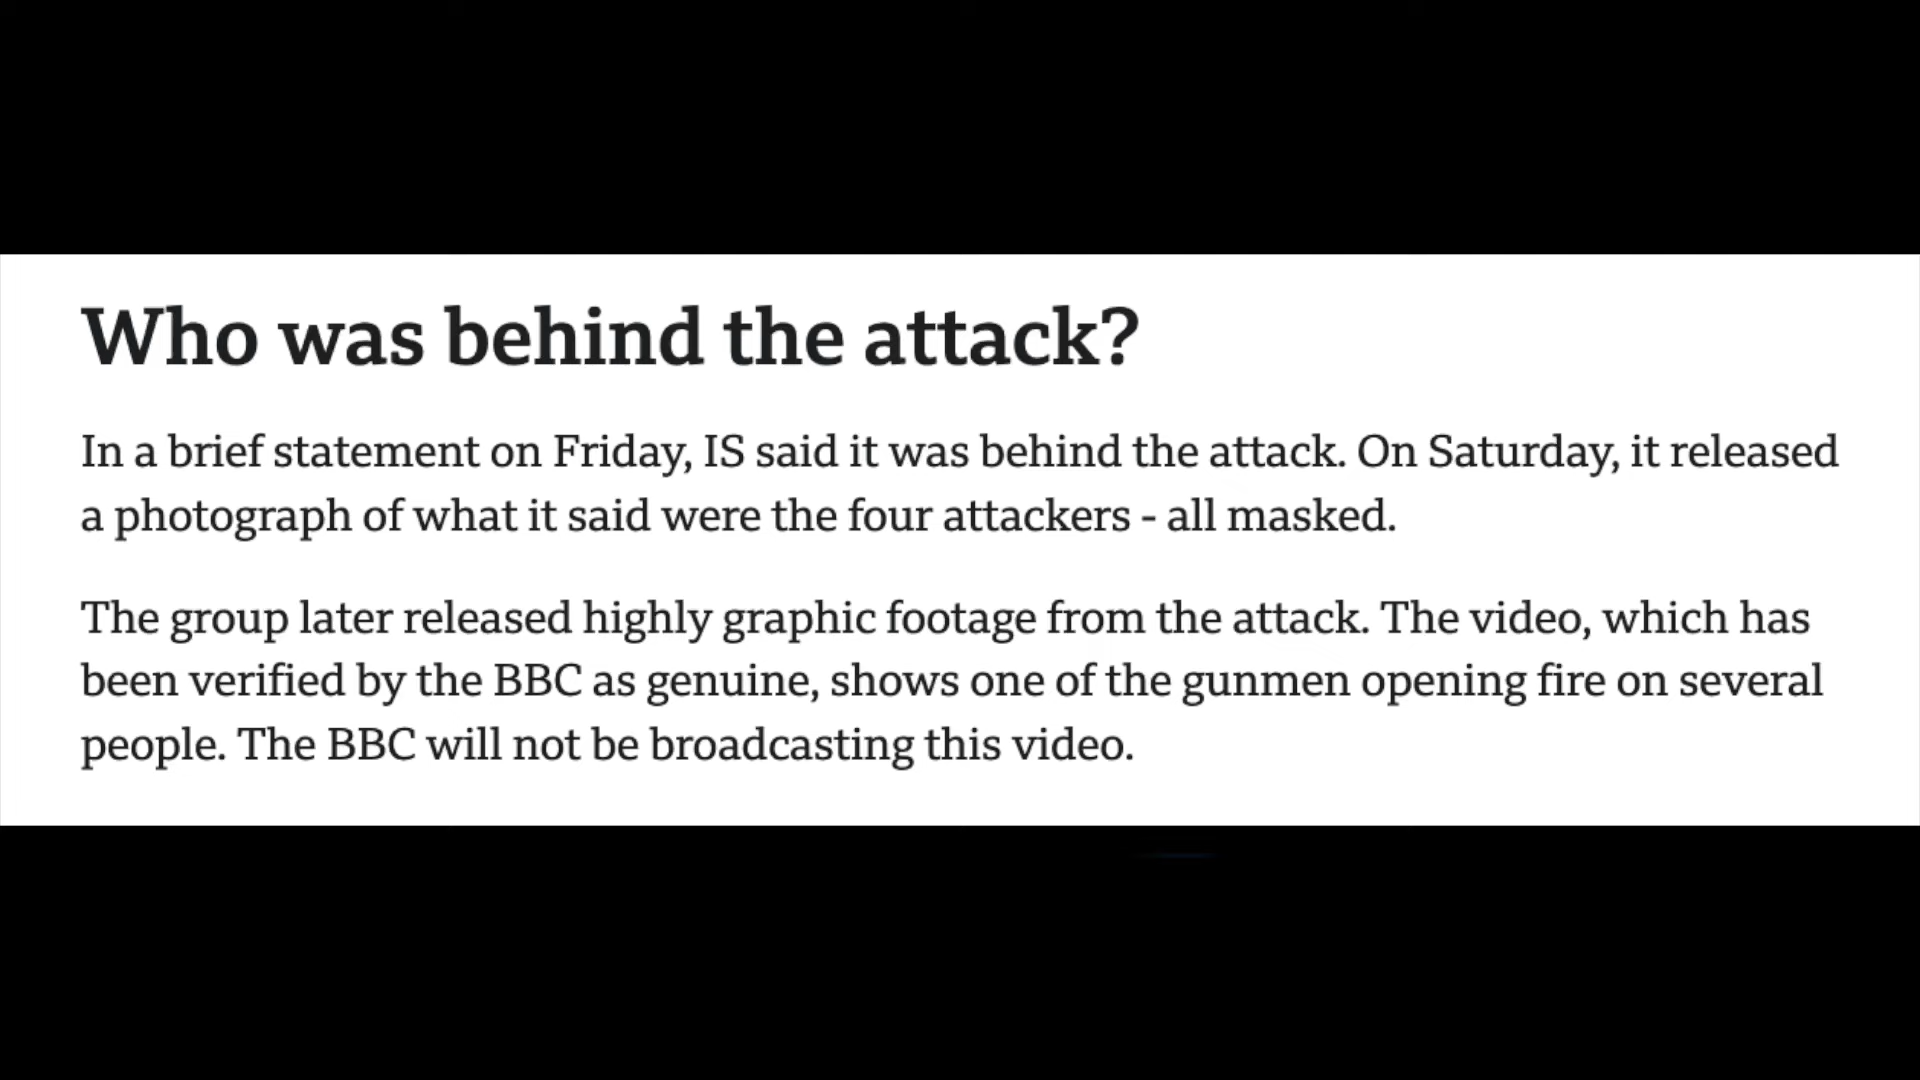 Who was behind the attack?
In a brief statement on Friday, IS said it was behind the attack. On Saturday, it released
a photograph of what it said were the four attackers - all masked.
The group later released highly graphic footage from the attack. The video, which has
been verified by the BBC as genuine, shows one of the gunmen opening fire on several
people. The BBC will not be broadcasting this video.